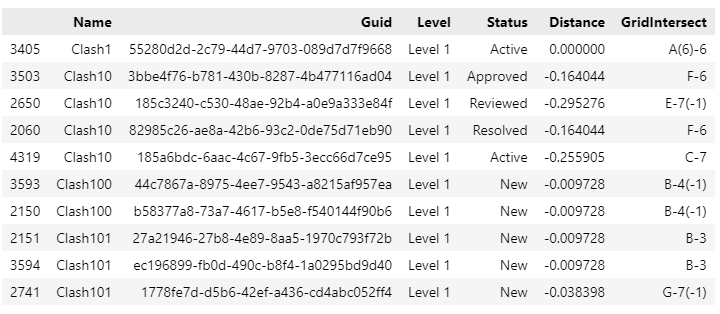 Name Guid Level Status Distance GridIntersect
3405 Clash1 55280d2d-2c79-44d7-9703-089d7d7f9668 Level 1 Active 0.000000 A(6)-6
3503 Clash10 3bbe4f76-b781-430b-8287-4b477116ad04 Level 1 Approved -0.164044 F-6
2650 Clash10 185c3240-c530-48ae-92b4-a0e9a333e84f Level 1 Reviewed -0.295276 E-7(-1)
2060 Clash10 82985c26-ae8a-42b6-93c2-0de75d71eb90 Level 1 Resolved -0.164044 F-6
4319 Clash10 185a6bdc-6aac-4c67-9fb5-3ecc66d7ce95 Level 1 Active -0.255905 C-7
3593 Clash100 44c7867a-8975-4ee7-9543-a8215af957ea Level 1 New -0.009728 B-4(-1)
2150 Clash100 b58377a8-73a7-4617-b5e8-f540144f90b6 Level 1 New -0.009728 B-4(-1)
2151 Clash101 27a21946-27b8-4e89-8aa5-1970c793f72b Level 1 New -0.009728 B-3
3594 Clash101 ec196899-fb0d-490c-b8f4-1a0295bd9d40 Level 1 New -0.009728 B-3
2741 Clash101 1778fe7d-d5b6-42ef-a436-cd4abc052ff4 Level 1 New -0.038398 G-7(-1)